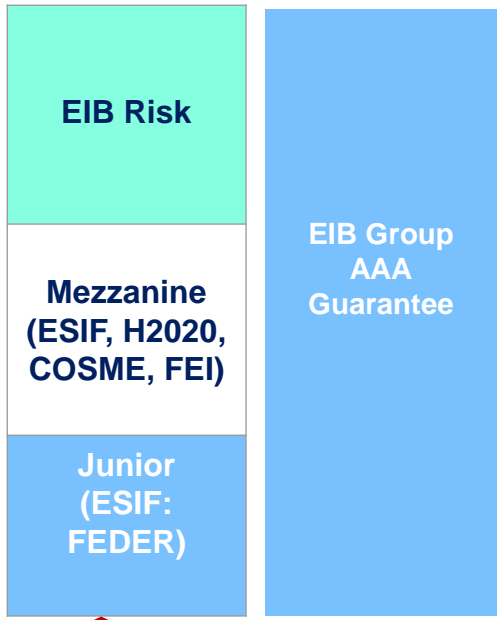 EIB Risk
Mezzanine
(ESIF, H2020,
COSME, FEI)
Junior
(ESIF:
FEDER)
EIB Group
AAA
Guarantee